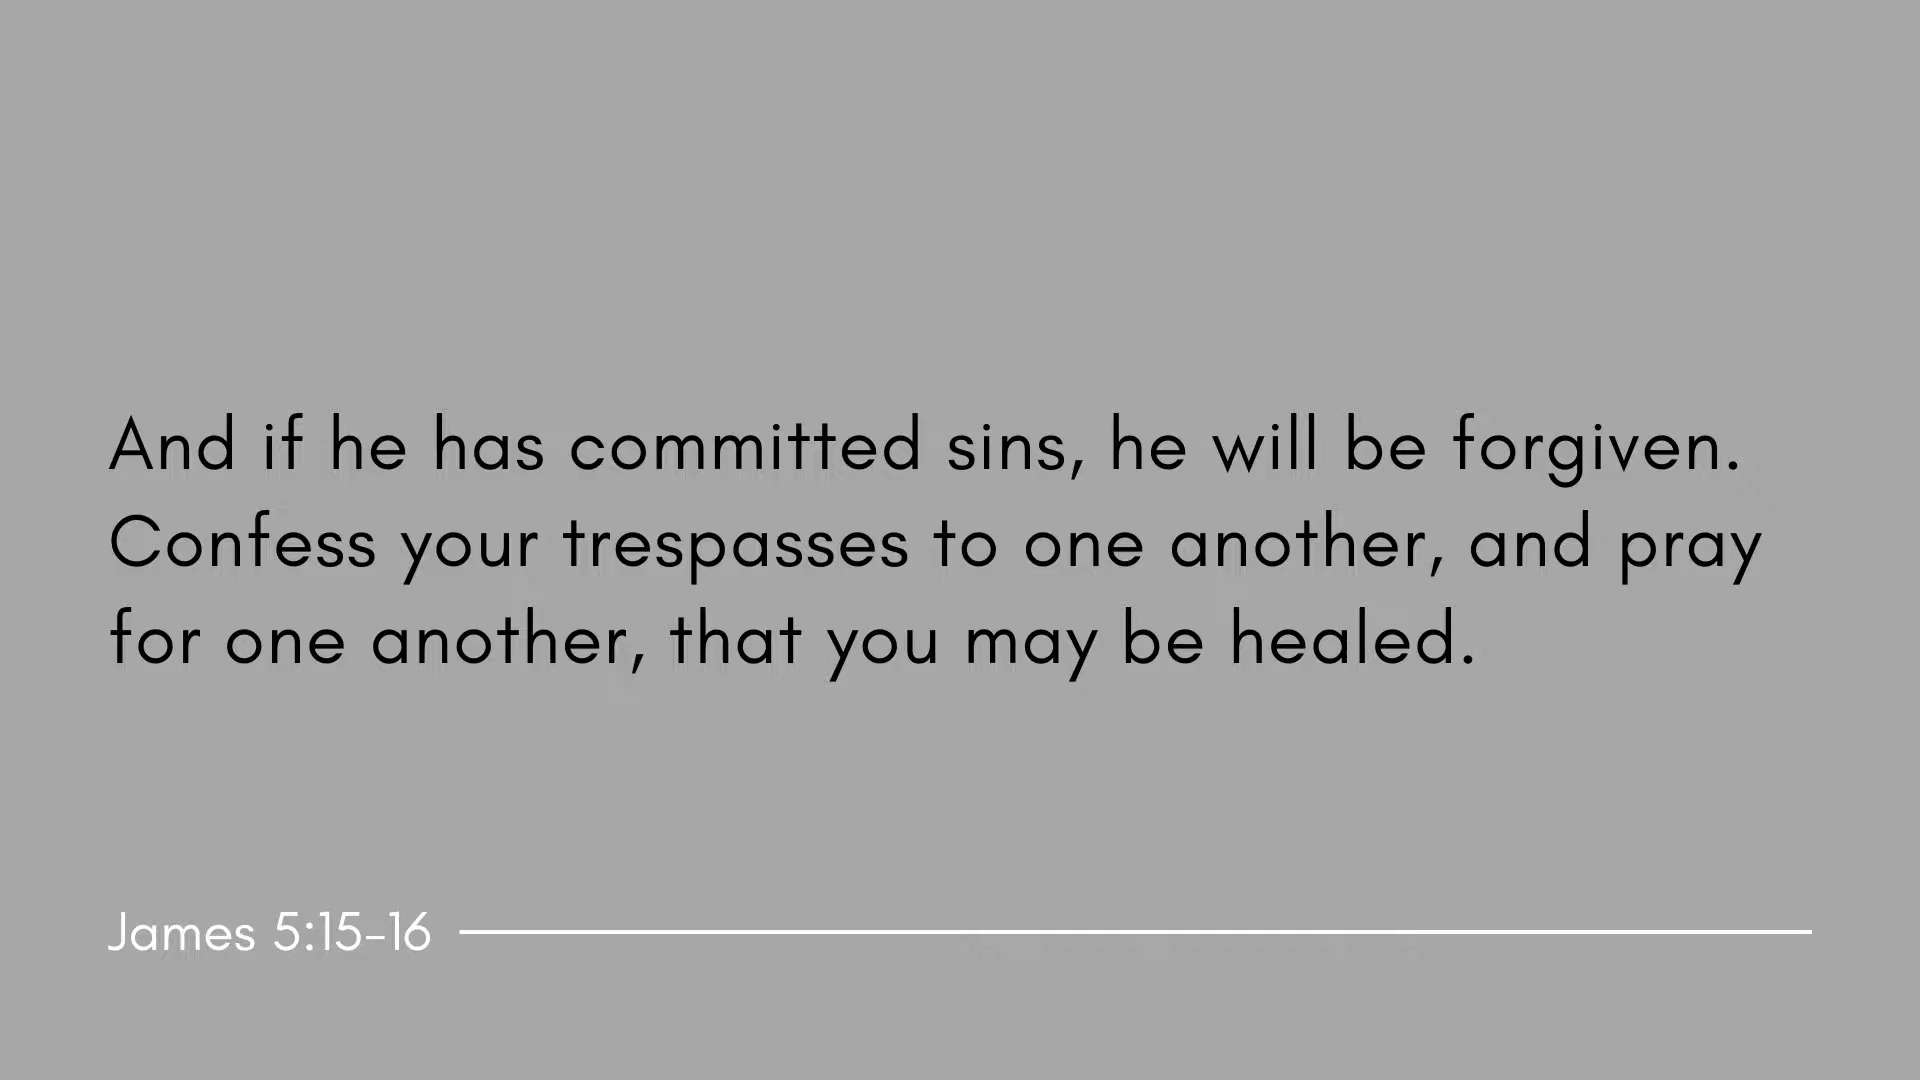 And if he has committed sins, he will be forgiven.
Confess your trespasses to one another, and pray
for one another, that you may be healed.
James 5:15-16